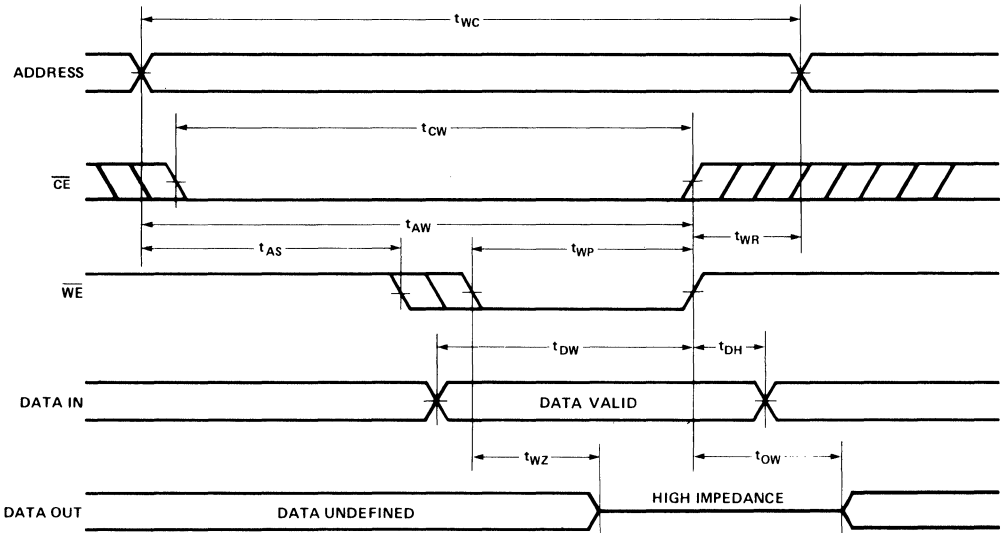 tWC
ADDRESS
tCW
CE
tAW
tAS
tWP
tWR
WE
tDW
tDH
DATA IN
DATA VALID
tWZ
tOW
HIGH IMPEDANCE
DATA OUT
DATA UNDEFINED